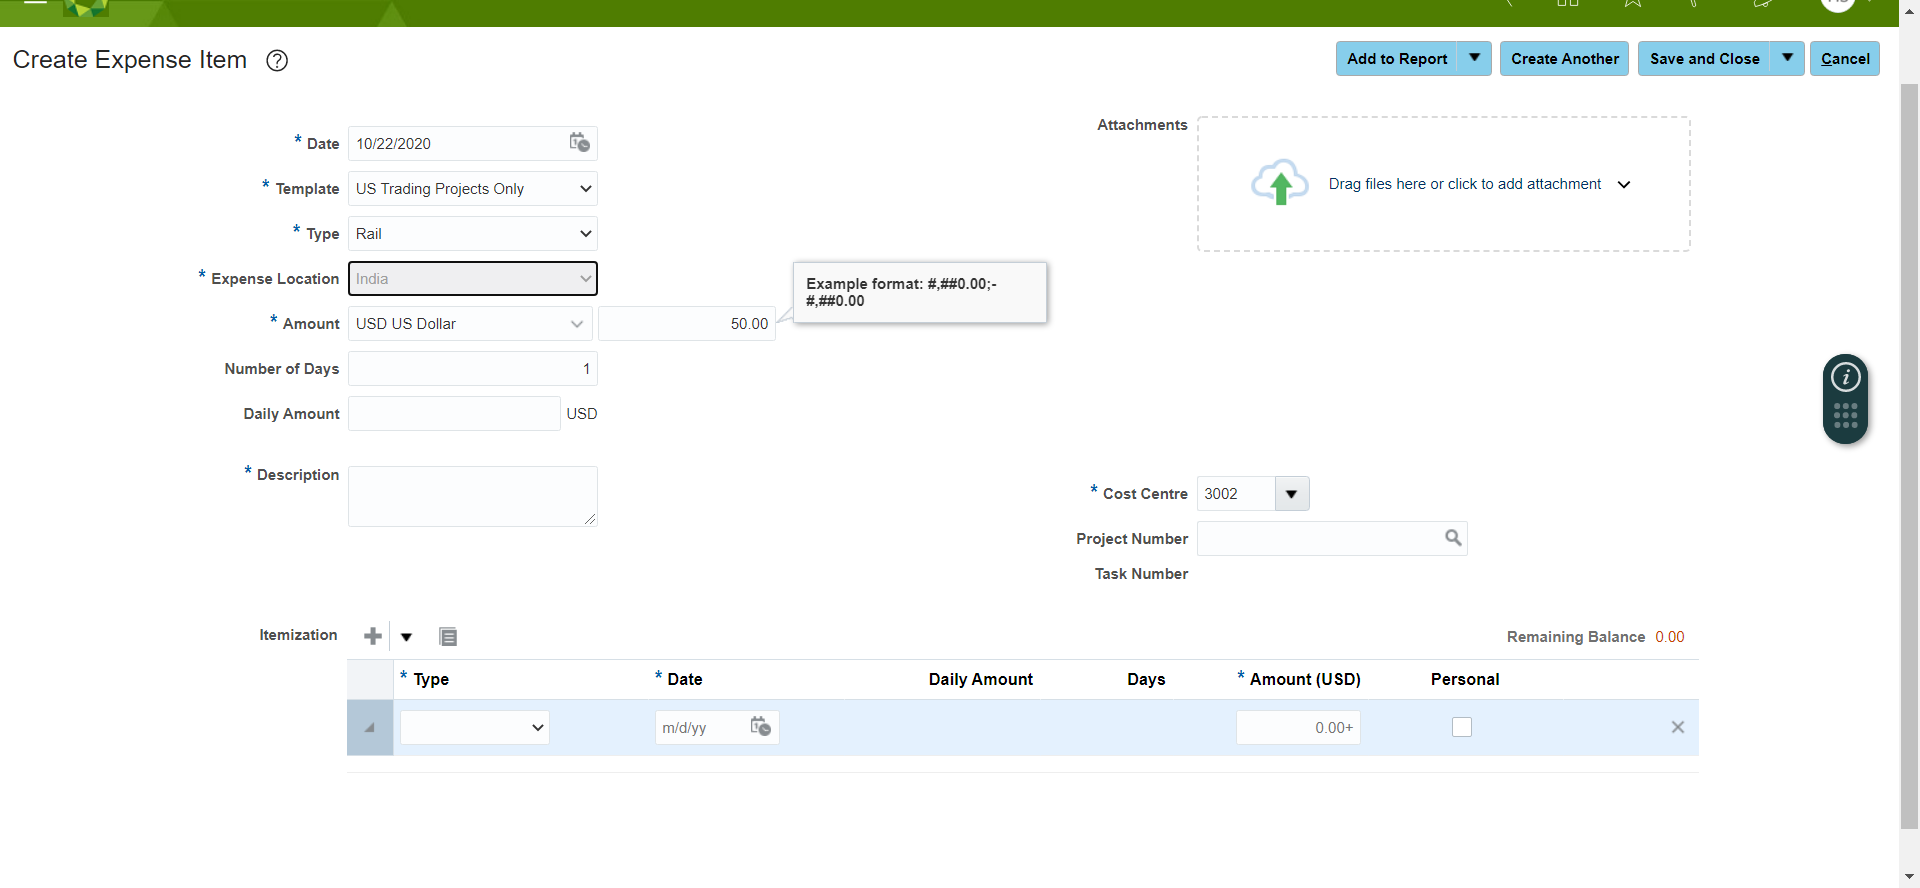 Create Expense Item ?
Add to Report
Create Another
Save and Close
Cancel
* Date 10/22/2020
* Template US Trading Projects Only
* Type Rail
* Expense Location India
* Amount USD US Dollar 50.00
Example format: #,##0.00;-
#,##0.00
Number of Days 1
Daily Amount USD
* Description
Attachments
Drag files here or click to add attachment
* Cost Centre 3002
Project Number
Task Number
Itemization
Remaining Balance 0.00
* Type * Date Daily Amount Days * Amount (USD) Personal
m/d/yy 0.00+